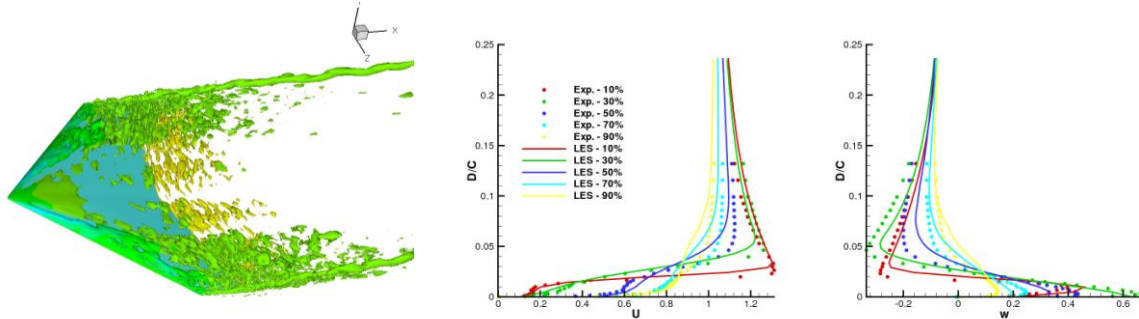 X
Z
0.25
0.2
0.15
0.1
0.05
0
D/C
Exp. - 10%
Exp. - 30%
Exp. - 50%
Exp. - 70%
Exp. - 90%
LES - 10%
LES - 30%
LES - 50%
LES - 70%
LES - 90%
0 0.2 0.4 0.6 0.8 1 1.2
U
0.25
0.2
0.15
0.1
0.05
0
D/C
-0.2 0 0.2 0.4 0.6
w